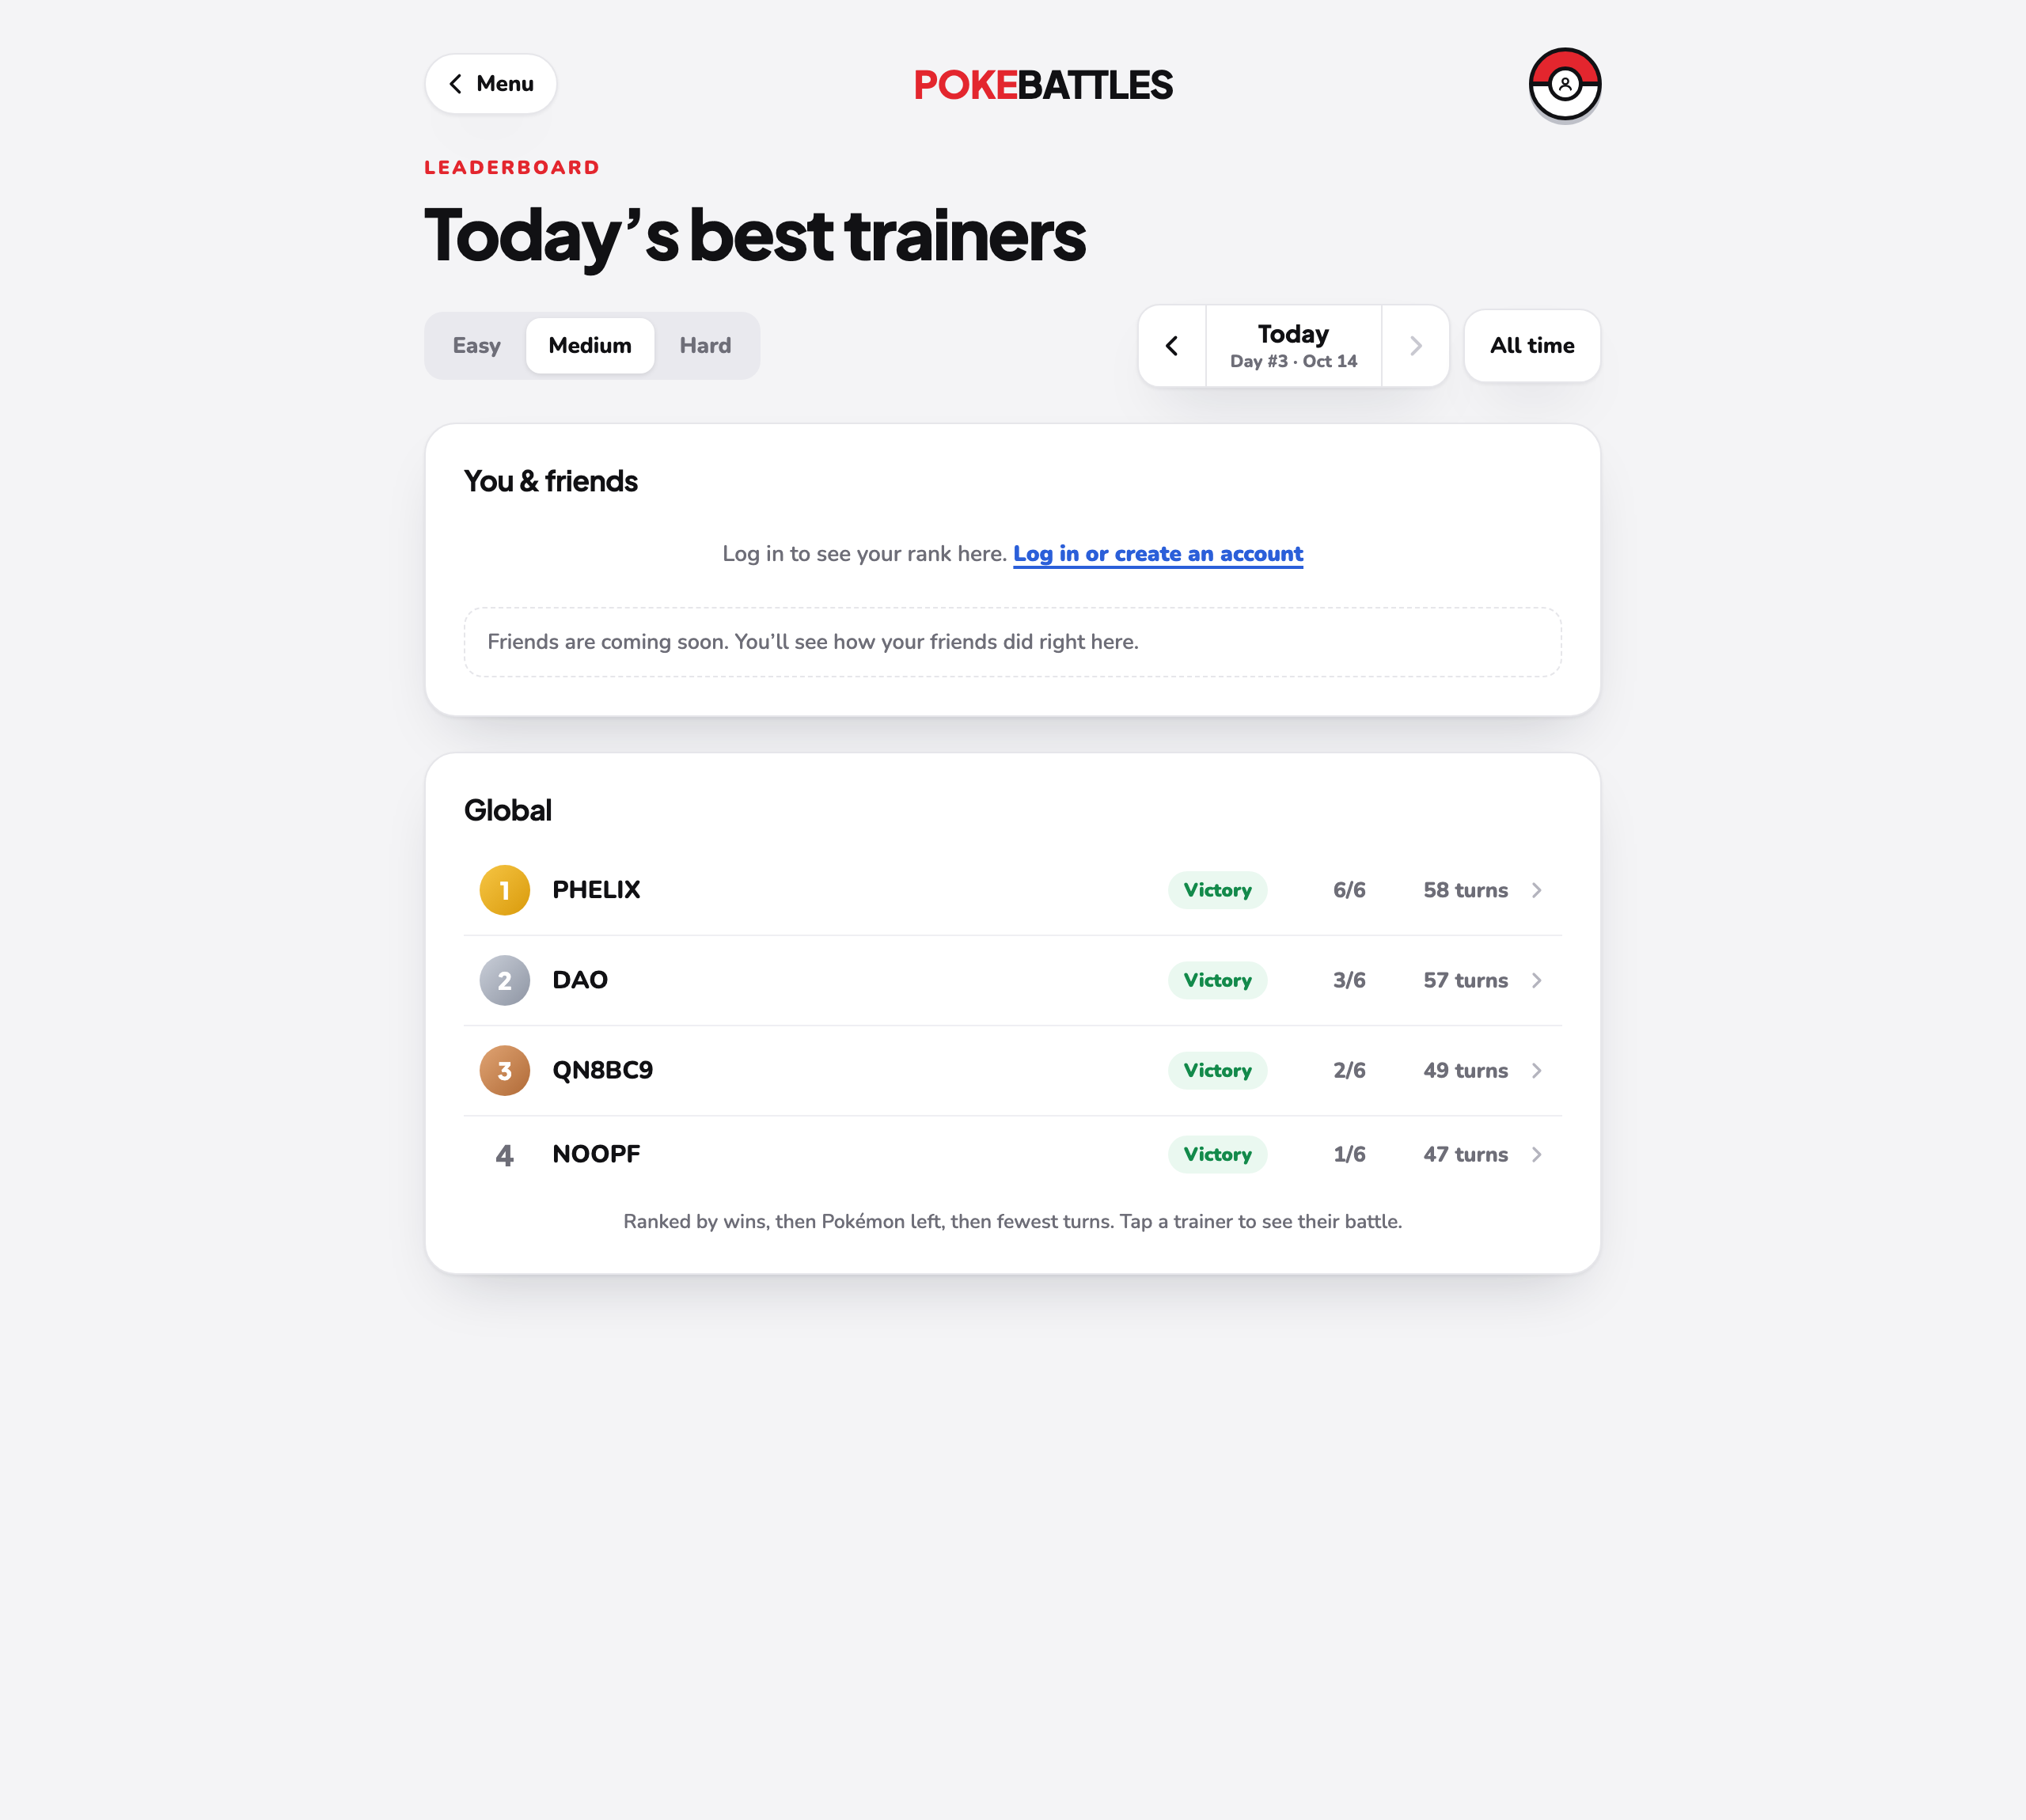 Menu
POKEBATTLES
LEADERBOARD
Today’s best trainers
Easy Medium Hard
Today
Day #3 · Oct 14
All time
You & friends
Log in to see your rank here. Log in or create an account
Friends are coming soon. You’ll see how your friends did right here.
Global
1 PHELIX Victory 6/6 58 turns
2 DAO Victory 3/6 57 turns
3 QN8BC9 Victory 2/6 49 turns
4 NOOPF Victory 1/6 47 turns
Ranked by wins, then Pokémon left, then fewest turns. Tap a trainer to see their battle.